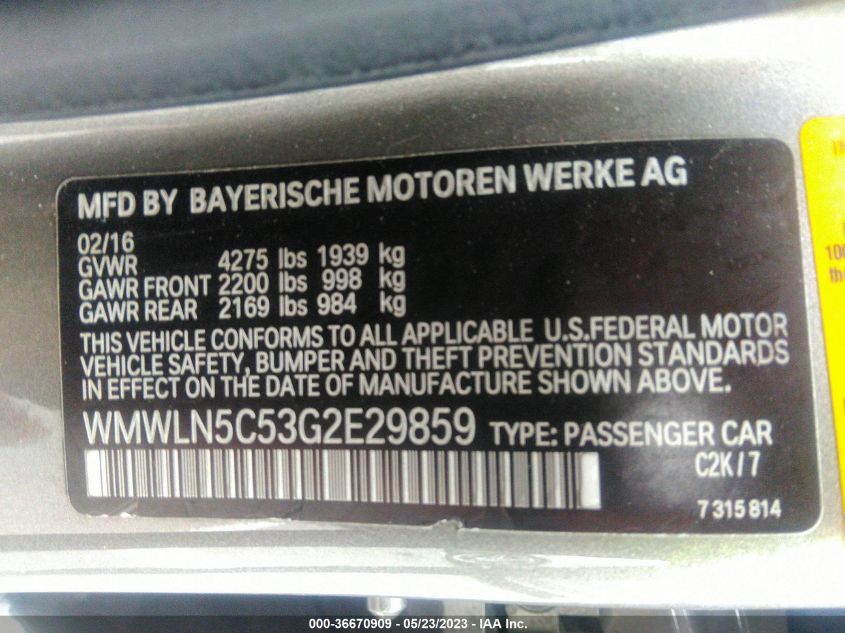 MFD BY BAYERISCHE MOTOREN WERKE AG
02/16
GVWR 4275 lbs 1939 kg
GAWR FRONT 2200 lbs 998 kg
GAWR REAR 2169 lbs 984 kg
THIS VEHICLE CONFORMS TO ALL APPLICABLE U.S.FEDERAL MOTOR
VEHICLE SAFETY, BUMPER AND THEFT PREVENTION STANDARDS
IN EFFECT ON THE DATE OF MANUFACTURE SHOWN ABOVE.
WMWLN5C53G2E29859 TYPE: PASSENGER CAR
C2K/7
7 315 814
000-36670909 - 05/23/2023 - IAA Inc.